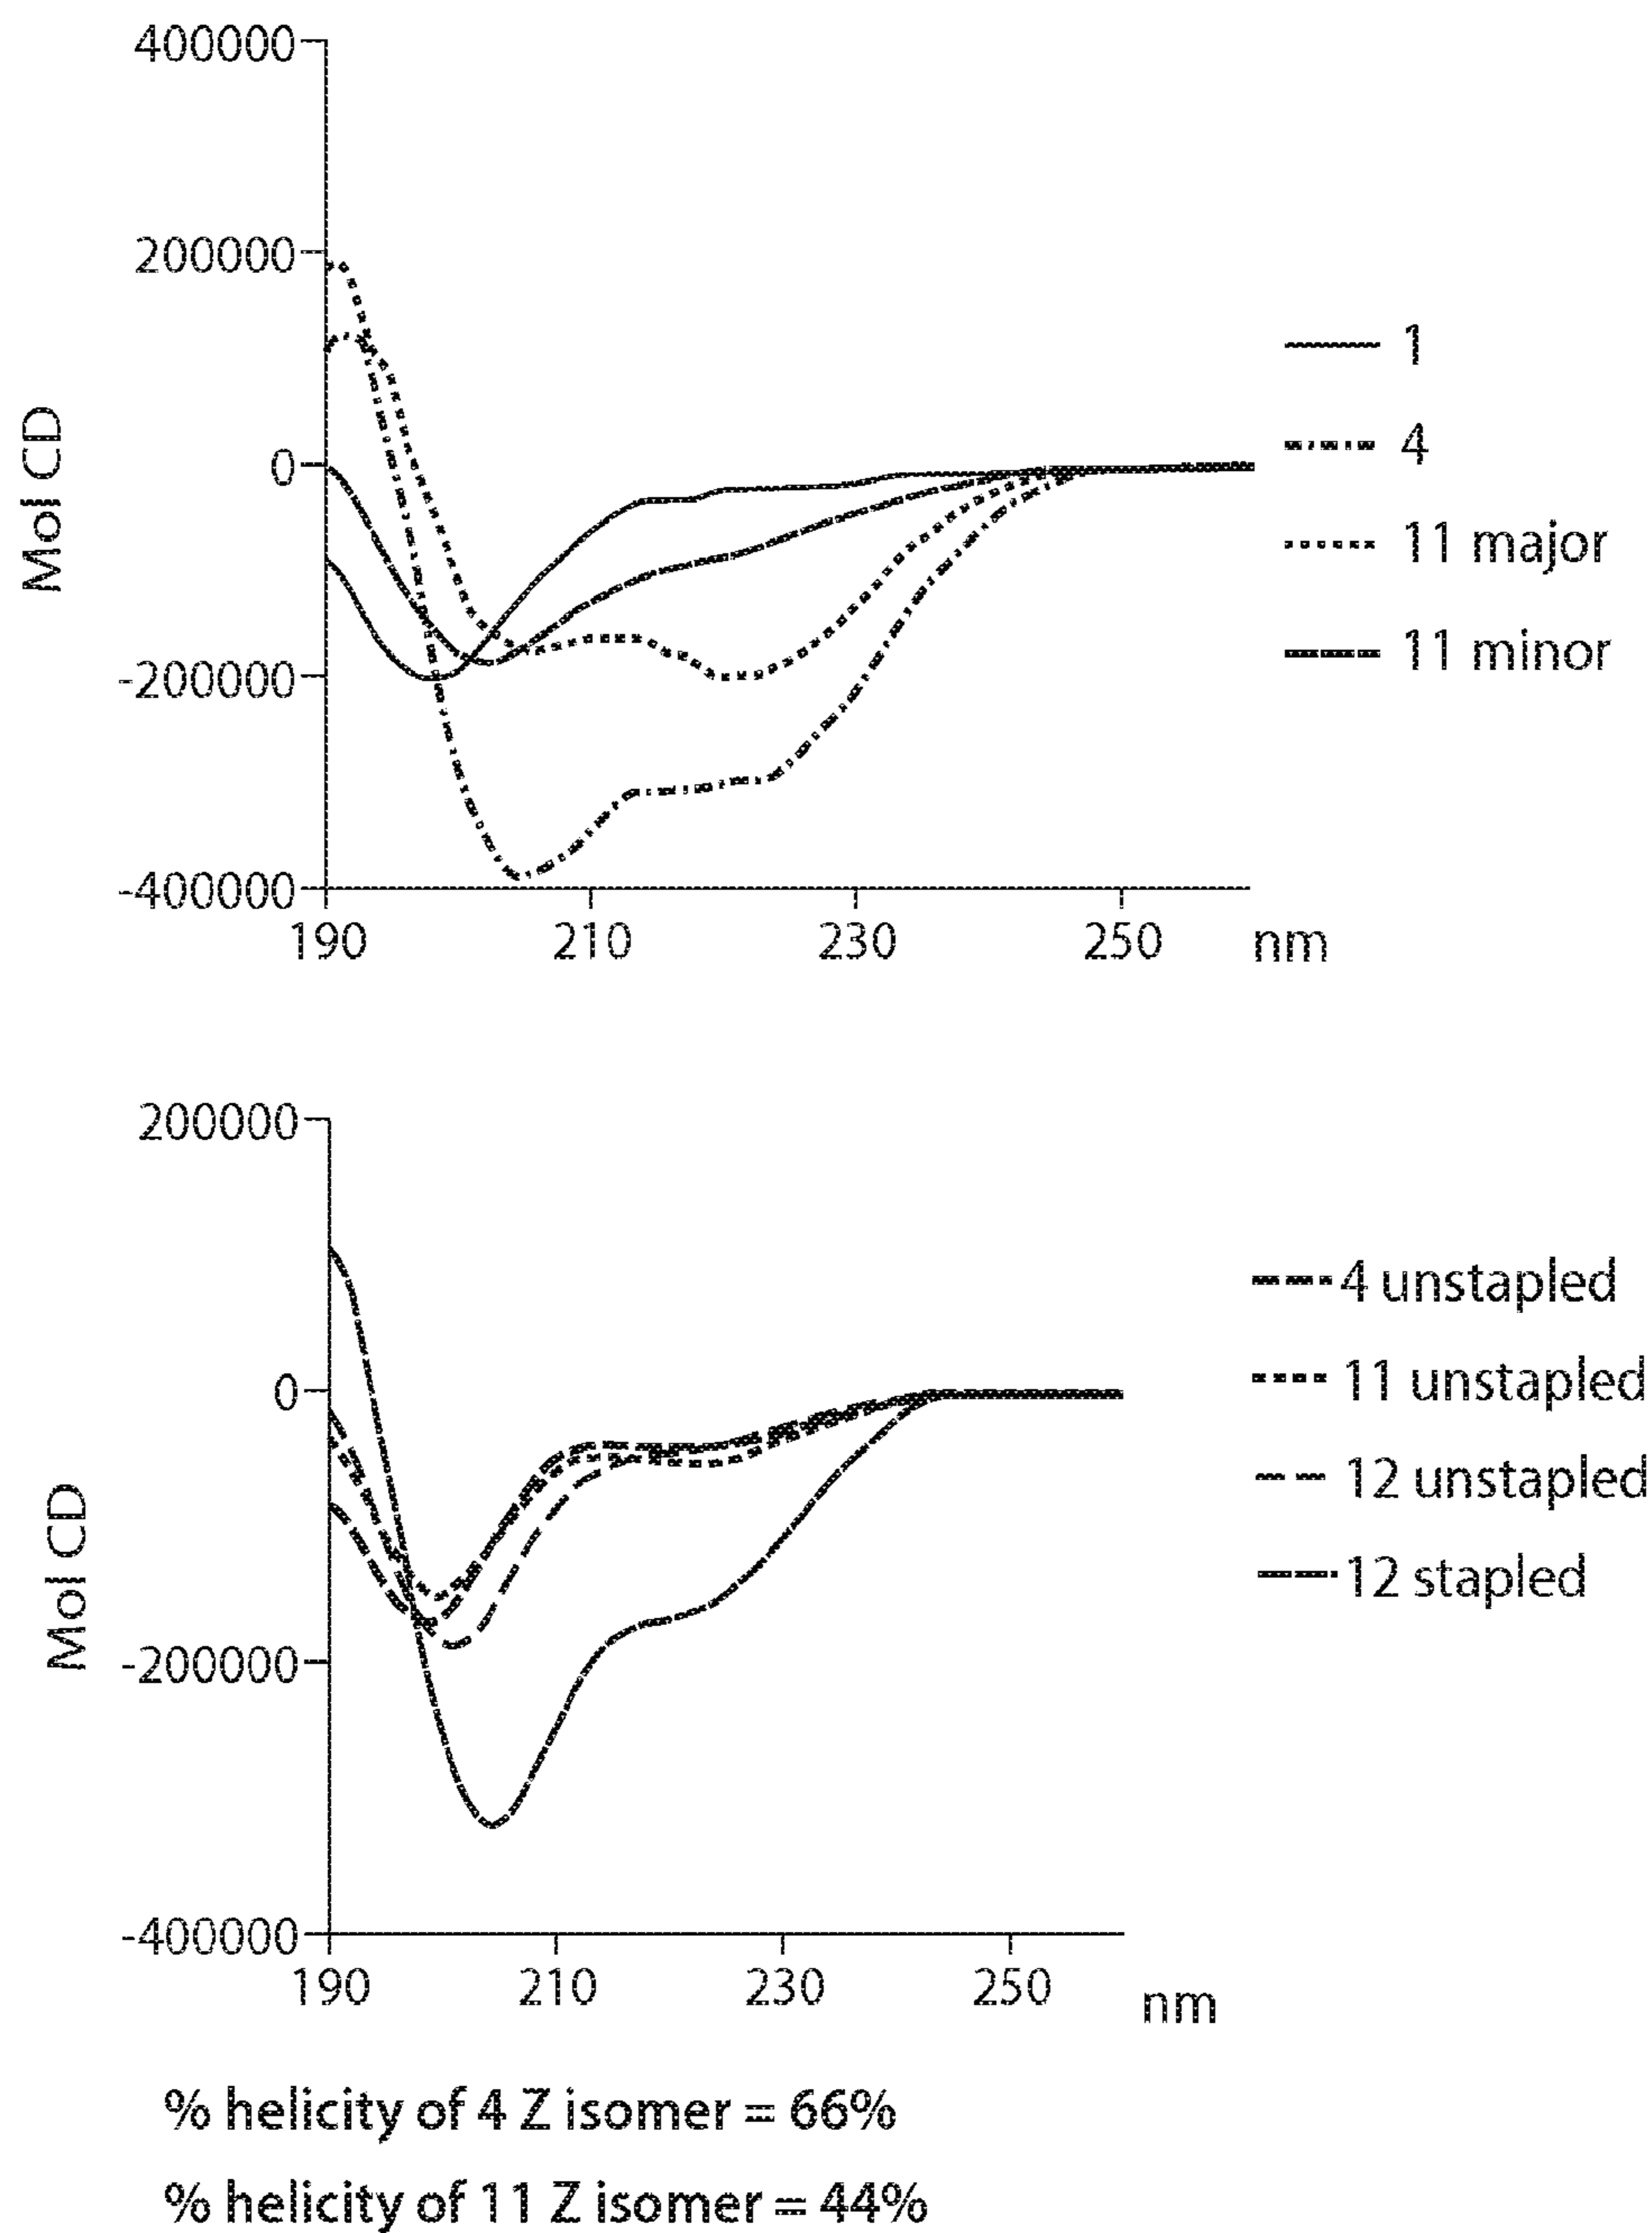 400000
200000
0
-200000
-400000
Mol CD
190 210 230 250 nm
1
4
11 major
11 minor
200000
0
-200000
-400000
Mol CD
190 210 230 250 nm
4 unstapled
11 unstapled
12 unstapled
12 stapled
% helicity of 4 Z isomer = 66%
% helicity of 11 Z isomer = 44%